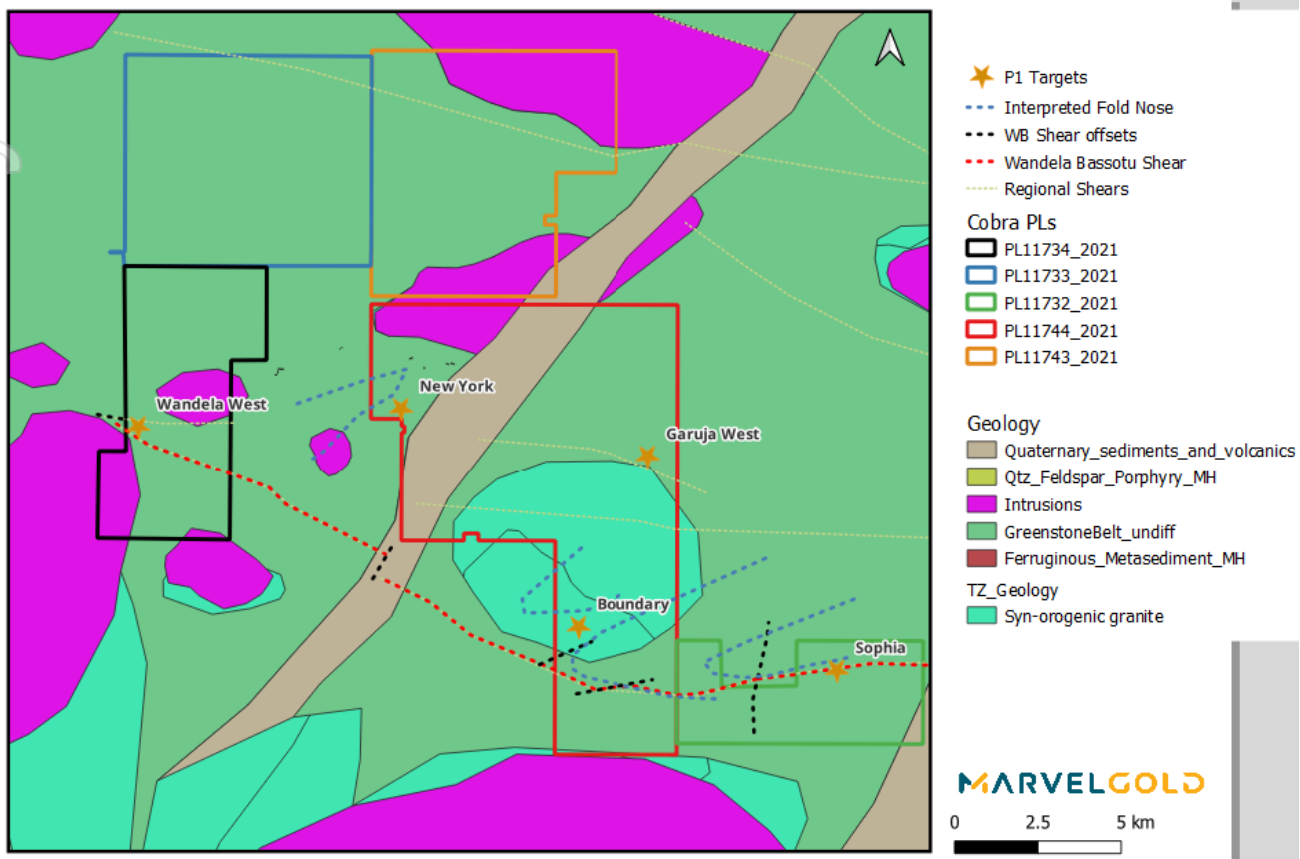 P1 Targets
Interpreted Fold Nose
WB Shear offsets
Wandela Bassotu Shear
Regional Shears
Cobra PLs
PL11734_2021
PL11733_2021
PL11732_2021
PL11744_2021
PL11743_2021
New York
Wandela West
Garuja West
Geology
Quaternary_sediments_and_volcanics
Qtz_Feldspar_Porphyry_MH
Intrusions
GreenstoneBelt_undiff
Ferruginous_Metasediment_MH
TZ_Geology
Syn-orogenic granite
Boundary
Sophia
MARVELGOLD
0 2.5 5 km